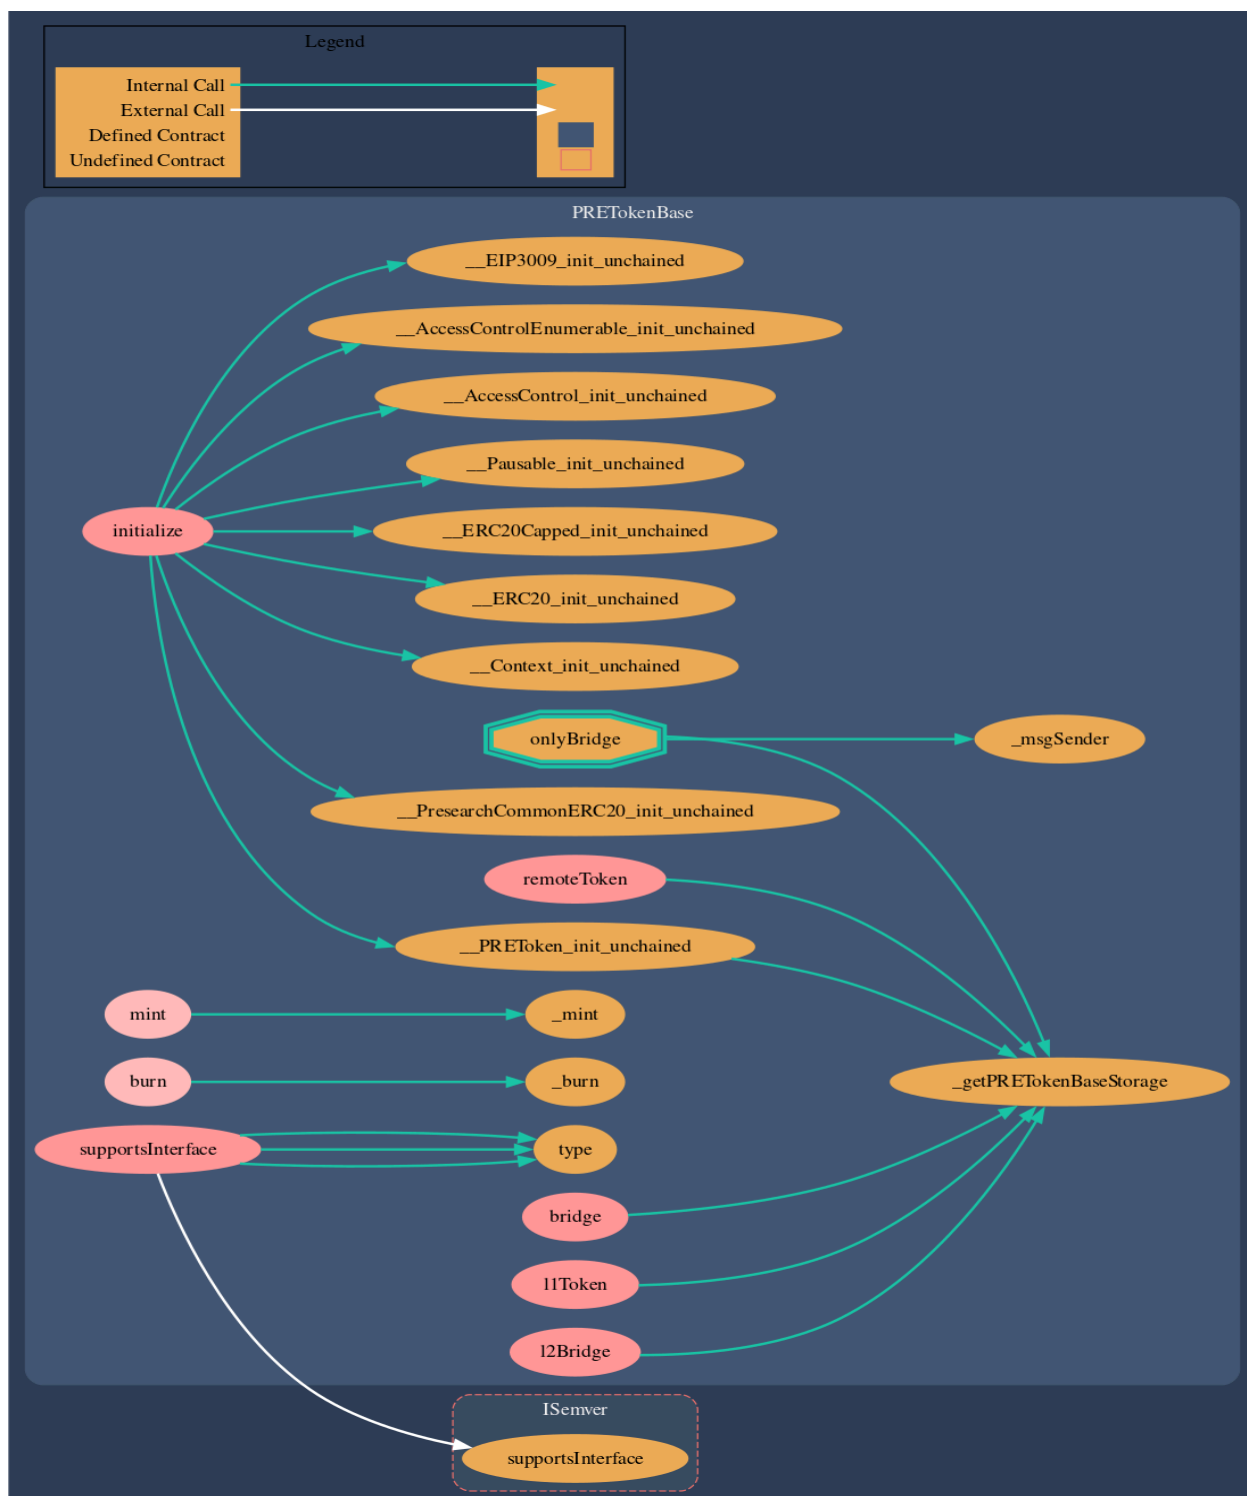 Legend
Internal Call
External Call
Defined Contract
Undefined Contract
PRETokenBase
__EIP3009_init_unchained
__AccessControlEnumerable_init_unchained
__AccessControl_init_unchained
__Pausable_init_unchained
initialize
__ERC20Capped_init_unchained
__ERC20_init_unchained
__Context_init_unchained
onlyBridge
_msgSender
__PresearchCommonERC20_init_unchained
remoteToken
__PREToken_init_unchained
mint
_mint
burn
_burn
_getPRETokenBaseStorage
supportsInterface
type
bridge
l1Token
l2Bridge
ISemver
supportsInterface